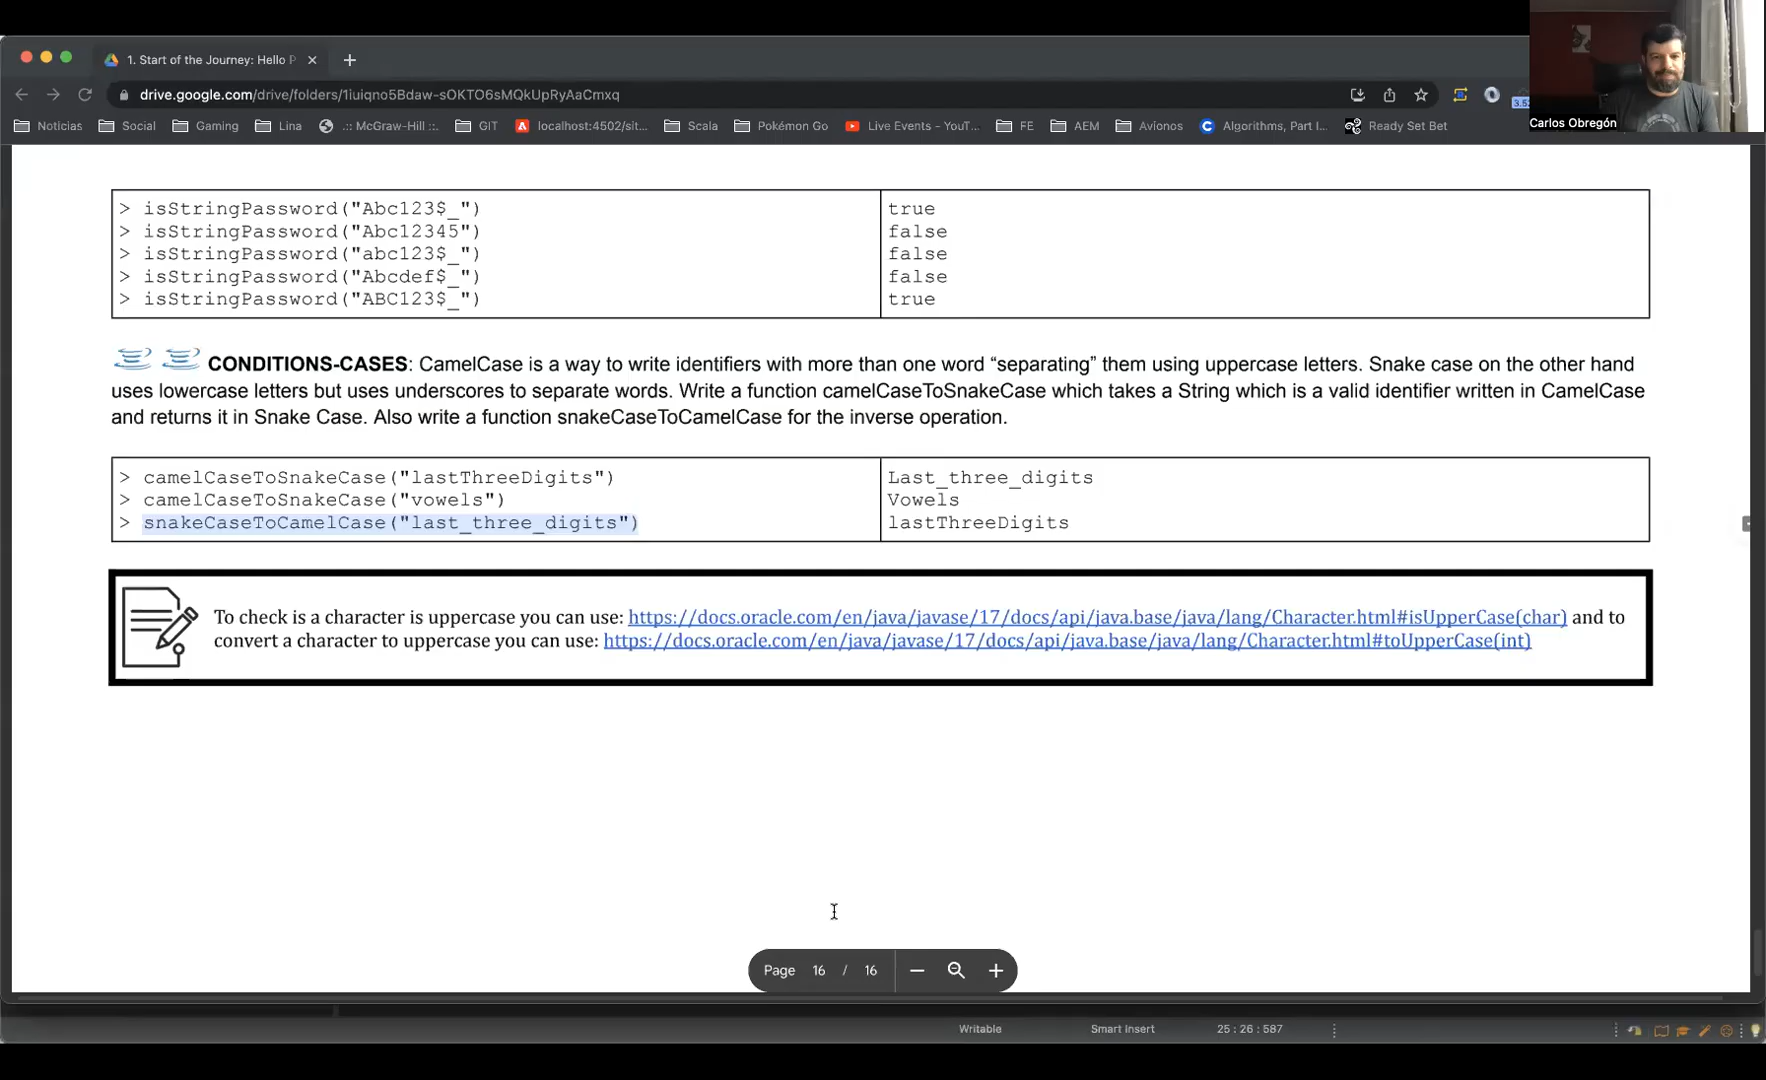 1. Start of the Journey: Hello P
drive.google.com/drive/folders/1iuiqno5Bdaw-sOKTO6sMQkUpRyAaCmxq
3.5
Noticias Social Gaming Lina .:: McGraw-Hill ::. GIT localhost:4502/sit... Scala Pokémon Go Live Events - YouT... FE AEM Avionos Algorithms, Part I... Ready Set Bet
Carlos Obregón
> isStringPassword("Abc123$_") true
> isStringPassword("Abc12345") false
> isStringPassword("abc123$_") false
> isStringPassword("Abcdef$_") false
> isStringPassword("ABC123$_") true
CONDITIONS-CASES: CamelCase is a way to write identifiers with more than one word “separating” them using uppercase letters. Snake case on the other hand
uses lowercase letters but uses underscores to separate words. Write a function camelCaseToSnakeCase which takes a String which is a valid identifier written in CamelCase
and returns it in Snake Case. Also write a function snakeCaseToCamelCase for the inverse operation.
> camelCaseToSnakeCase("lastThreeDigits") Last_three_digits
> camelCaseToSnakeCase("vowels") Vowels
> snakeCaseToCamelCase("last_three_digits") lastThreeDigits
To check is a character is uppercase you can use: https://docs.oracle.com/en/java/javase/17/docs/api/java.base/java/lang/Character.html#isUpperCase(char) and to
convert a character to uppercase you can use: https://docs.oracle.com/en/java/javase/17/docs/api/java.base/java/lang/Character.html#toUpperCase(int)
Page 16 / 16
Writable Smart Insert 25 : 26 : 587